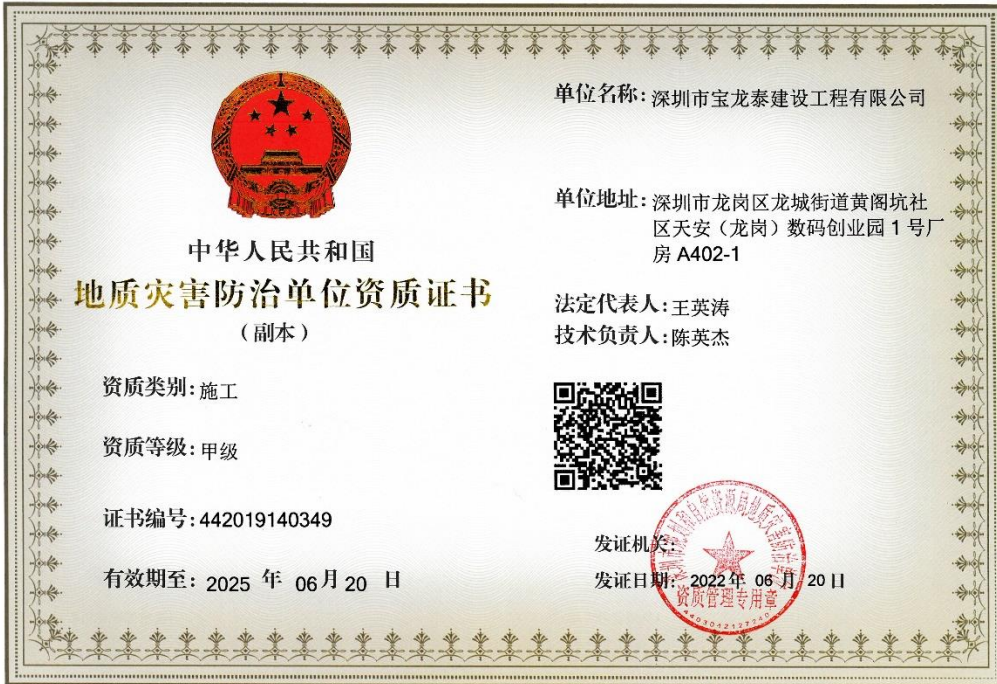 中华人民共和国
地质灾害防治单位资质证书
（副本）
资质类别：施工
资质等级：甲级
证书编号：442019140349
有效期至：2025 年 06月20 日
单位名称：深圳市宝龙泰建设工程有限公司
单位地址：深圳市龙岗区龙城街道黄阁坑社
区天安（龙岗）数码创业园1号厂
房A402-1
法定代表人：王英涛
技术负责人：陈英杰
发证机关：
发证日期：2022年 06 月 20日
资质管理专用章